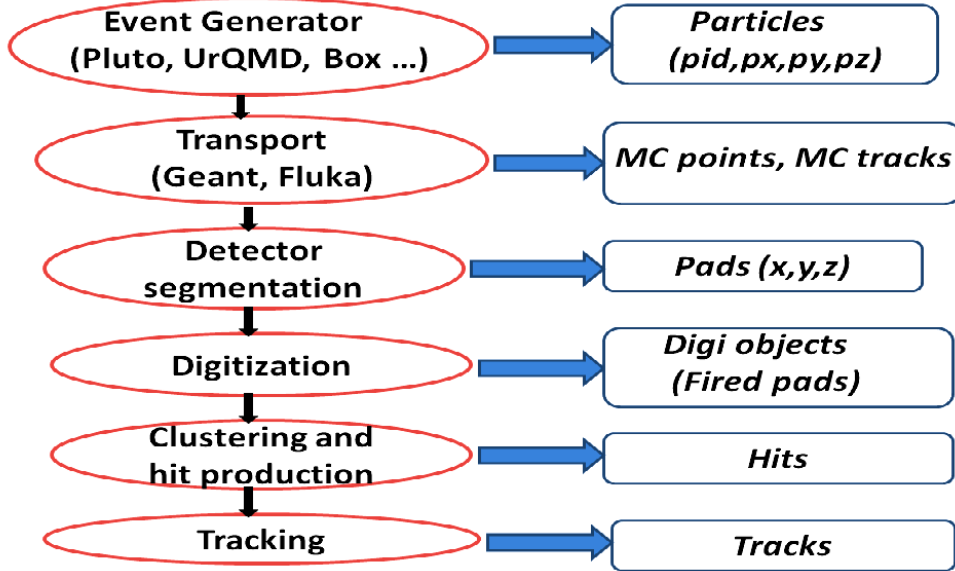 Event Generator
(Pluto, UrQMD, Box ...)
Particles
(pid,px,py,pz)
Transport
(Geant, Fluka)
MC points, MC tracks
Detector
segmentation
Pads (x,y,z)
Digitization
Digi objects
(Fired pads)
Clustering and
hit production
Hits
Tracking
Tracks